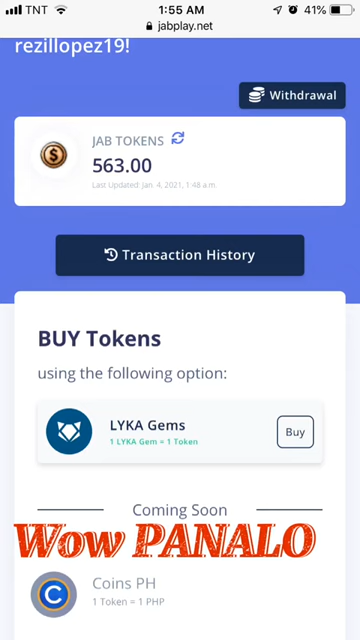 TNT 1:55 AM 41%
jabplay.net
rezillopez19!
Withdrawal
JAB TOKENS
563.00
Last Updated: Jan. 4, 2021, 1:48 a.m.
Transaction History
BUY Tokens
using the following option:
LYKA Gems
1 LYKA Gem = 1 Token
Buy
Coming Soon
Wow PANALO
Coins PH
1 Token = 1 PHP